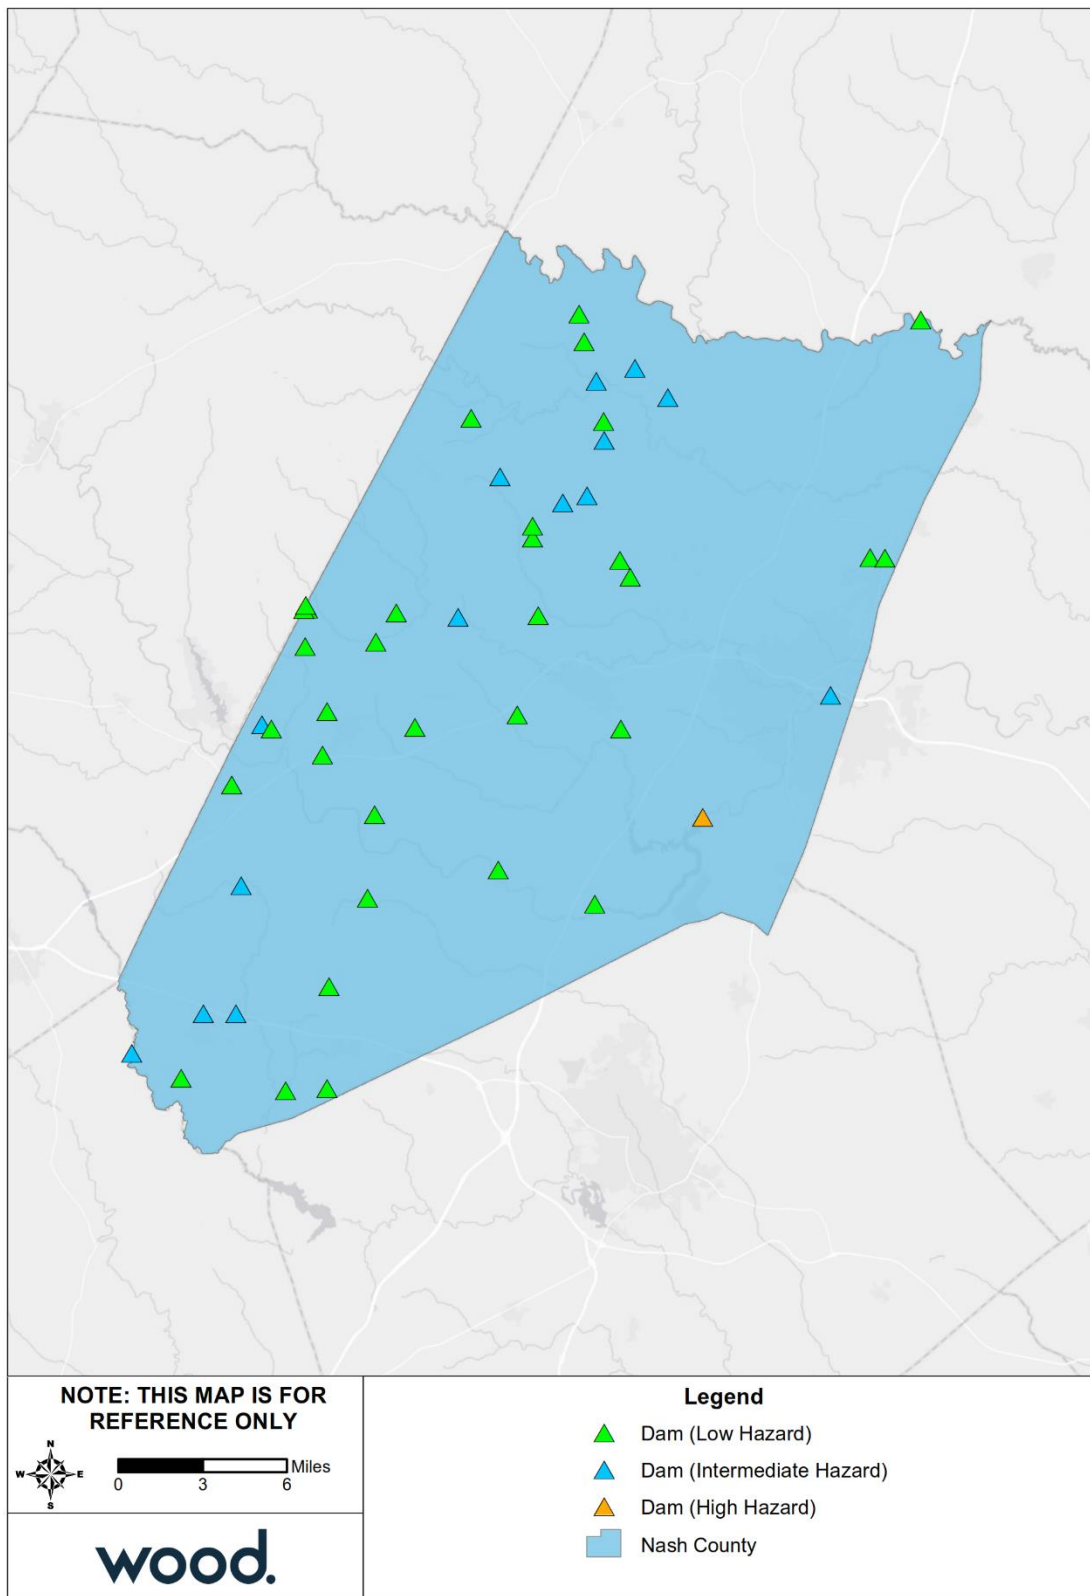 NOTE: THIS MAP IS FOR
REFERENCE ONLY
N
W E
S
Miles
0 3 6
wood.
Legend
Dam (Low Hazard)
Dam (Intermediate Hazard)
Dam (High Hazard)
Nash County